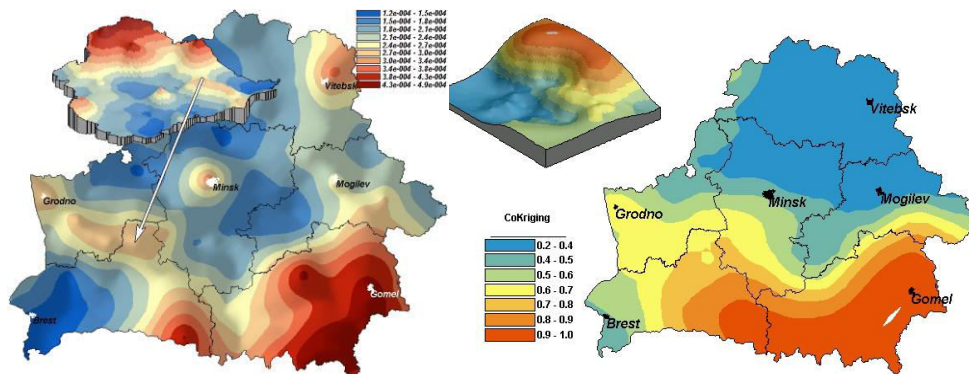 1.2e-004 - 1.5e-004
1.5e-004 - 1.8e-004
1.8e-004 - 2.1e-004
2.1e-004 - 2.4e-004
2.4e-004 - 2.7e-004
2.7e-004 - 3.0e-004
3.0e-004 - 3.4e-004
3.4e-004 - 3.8e-004
3.8e-004 - 4.3e-004
4.3e-004 - 4.9e-004
Vitebsk
Minsk
Mogilev
Grodno
Gomel
Brest
Vitebsk
Minsk
Mogilev
Grodno
Gomel
Brest
CoKriging
0.2 - 0.4
0.4 - 0.5
0.5 - 0.6
0.6 - 0.7
0.7 - 0.8
0.8 - 0.9
0.9 - 1.0